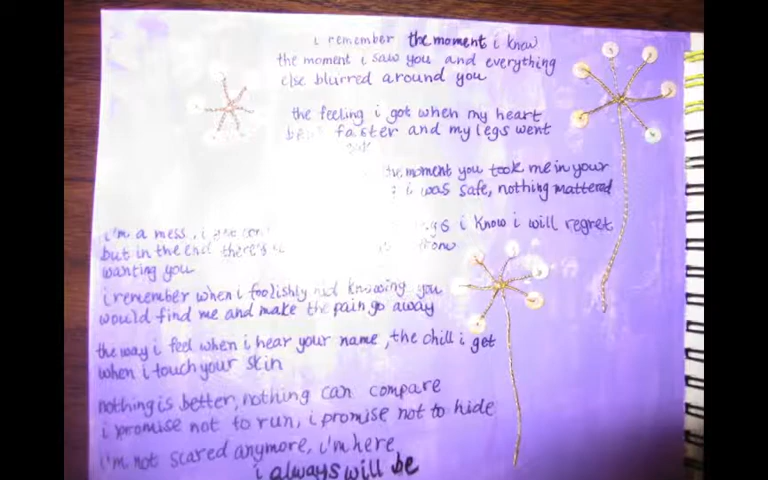 i remember the moment i knew
the moment i saw you and everything
else blurred around you
the feeling i got when my heart
faster and my legs went
the moment you took me in your
i was safe, nothing mattered
i'm a mess, i get i know i will regret
but in the end there's
wanting you
i remember when i foolishly hid knowing you
would find me and make the pain go away
the way i feel when i hear your name, the chill i get
when i touch your skin
nothing is better, nothing can compare
i promise not to run, i promise not to hide
i'm not scared anymore, i'm here
i always will be